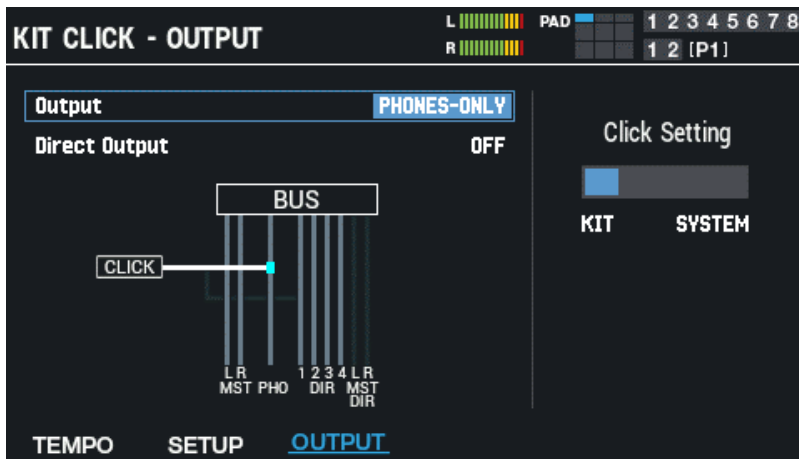 KIT CLICK - OUTPUT
L
R
PAD
1 2 3 4 5 6 7 8
1 2 [P1]
Output PHONES-ONLY
Direct Output OFF
BUS
CLICK
L R 1 2 3 4 L R
MST PHO DIR MST
DIR
Click Setting
KIT SYSTEM
TEMPO SETUP OUTPUT